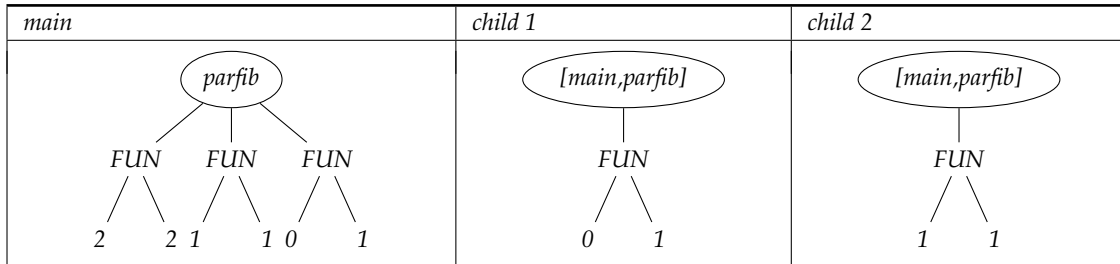 main child 1 child 2
parfib [main,parfib] [main,parfib]
FUN FUN FUN FUN FUN
2 2 1 1 0 1 0 1 1 1